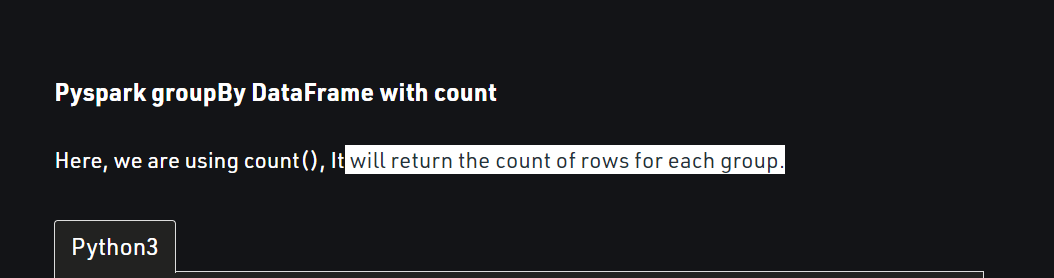 Pyspark groupBy DataFrame with count
Here, we are using count(), It will return the count of rows for each group.
Python3